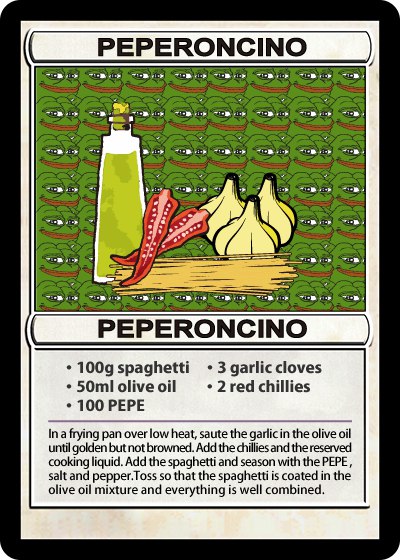 PEPERONCINO
PEPERONCINO
• 100g spaghetti • 3 garlic cloves
• 50ml olive oil • 2 red chillies
• 100 PEPE
In a frying pan over low heat, saute the garlic in the olive oil
until golden but not browned. Add the chillies and the reserved
cooking liquid. Add the spaghetti and season with the PEPE ,
salt and pepper.Toss so that the spaghetti is coated in the
olive oil mixture and everything is well combined.